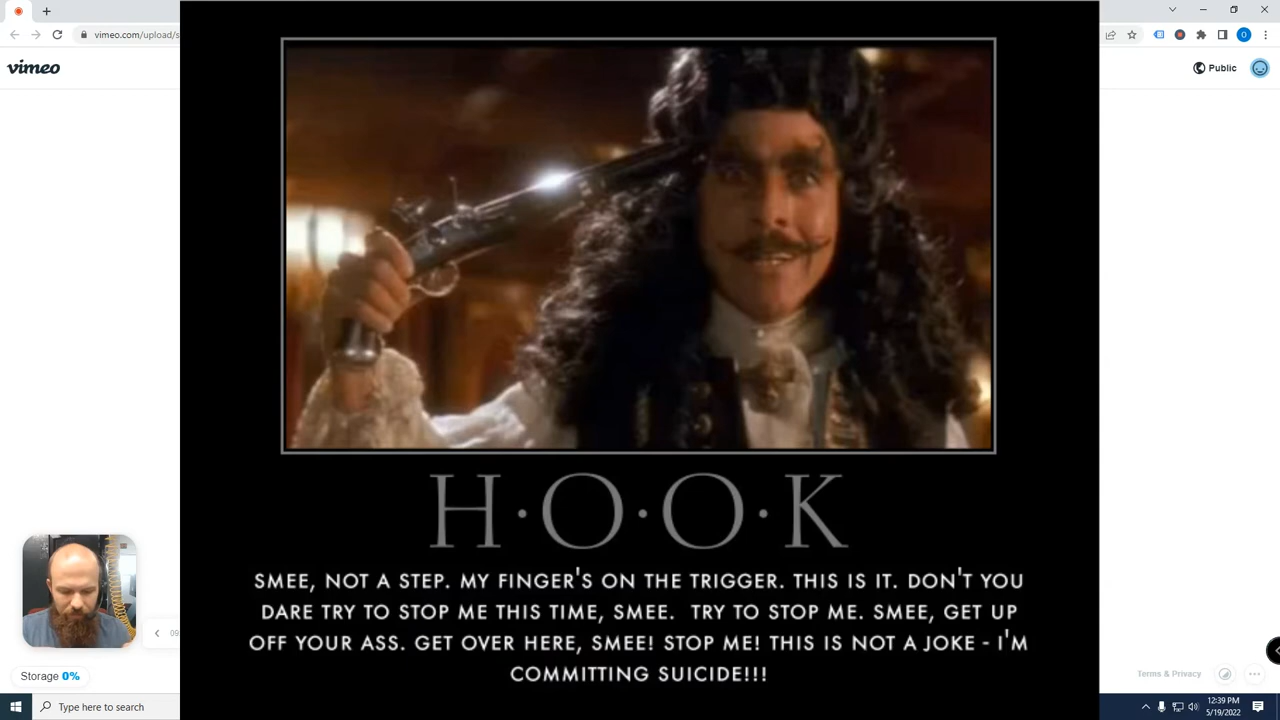 vimeo.com/upload/s
O
vimeo
Public
H·O·O·K
SMEE, NOT A STEP. MY FINGER'S ON THE TRIGGER. THIS IS IT. DON'T YOU
DARE TRY TO STOP ME THIS TIME, SMEE. TRY TO STOP ME. SMEE, GET UP
OFF YOUR ASS. GET OVER HERE, SMEE! STOP ME! THIS IS NOT A JOKE - I'M
COMMITTING SUICIDE!!!
Storage 0%
Terms & Privacy
Type here to search
12:39 PM
5/19/2022